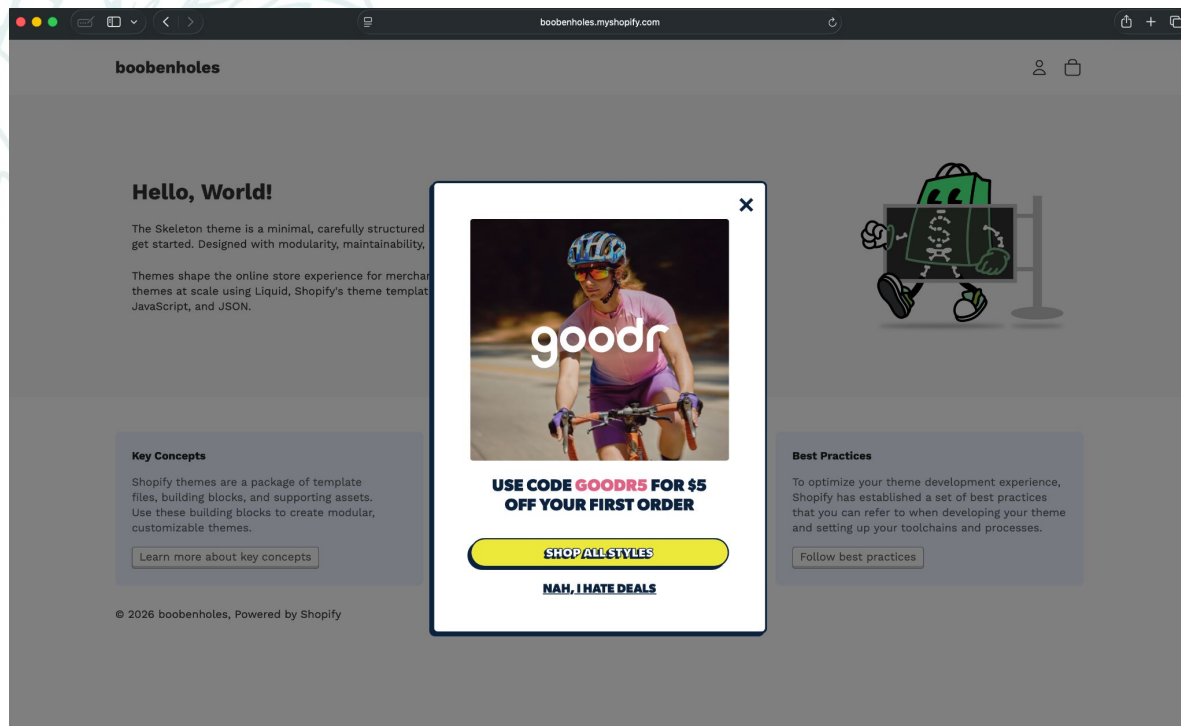 boobenholes.myshopify.com
boobenholes
Hello, World!
The Skeleton theme is a minimal, carefully structured
get started. Designed with modularity, maintainability,
Themes shape the online store experience for merchan
themes at scale using Liquid, Shopify's theme templat
JavaScript, and JSON.
goodr
USE CODE GOODR5 FOR $5
OFF YOUR FIRST ORDER
SHOP ALL STYLES
NAH, I HATE DEALS
Key Concepts
Shopify themes are a package of template
files, building blocks, and supporting assets.
Use these building blocks to create modular,
customizable themes.
Learn more about key concepts
Best Practices
To optimize your theme development experience,
Shopify has established a set of best practices
that you can refer to when developing your theme
and setting up your toolchains and processes.
Follow best practices
© 2026 boobenholes, Powered by Shopify